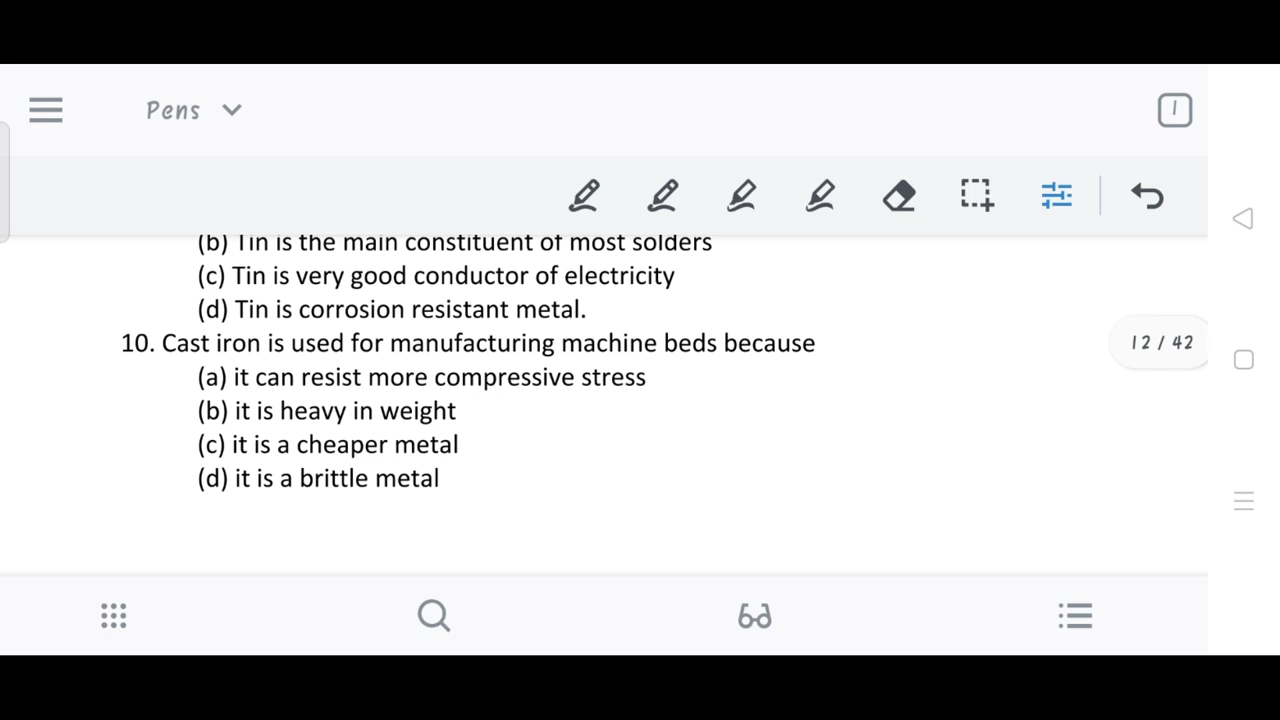 Pens
(b) Tin is the main constituent of most solders
(c) Tin is very good conductor of electricity
(d) Tin is corrosion resistant metal.
10. Cast iron is used for manufacturing machine beds because
12 / 42
(a) it can resist more compressive stress
(b) it is heavy in weight
(c) it is a cheaper metal
(d) it is a brittle metal